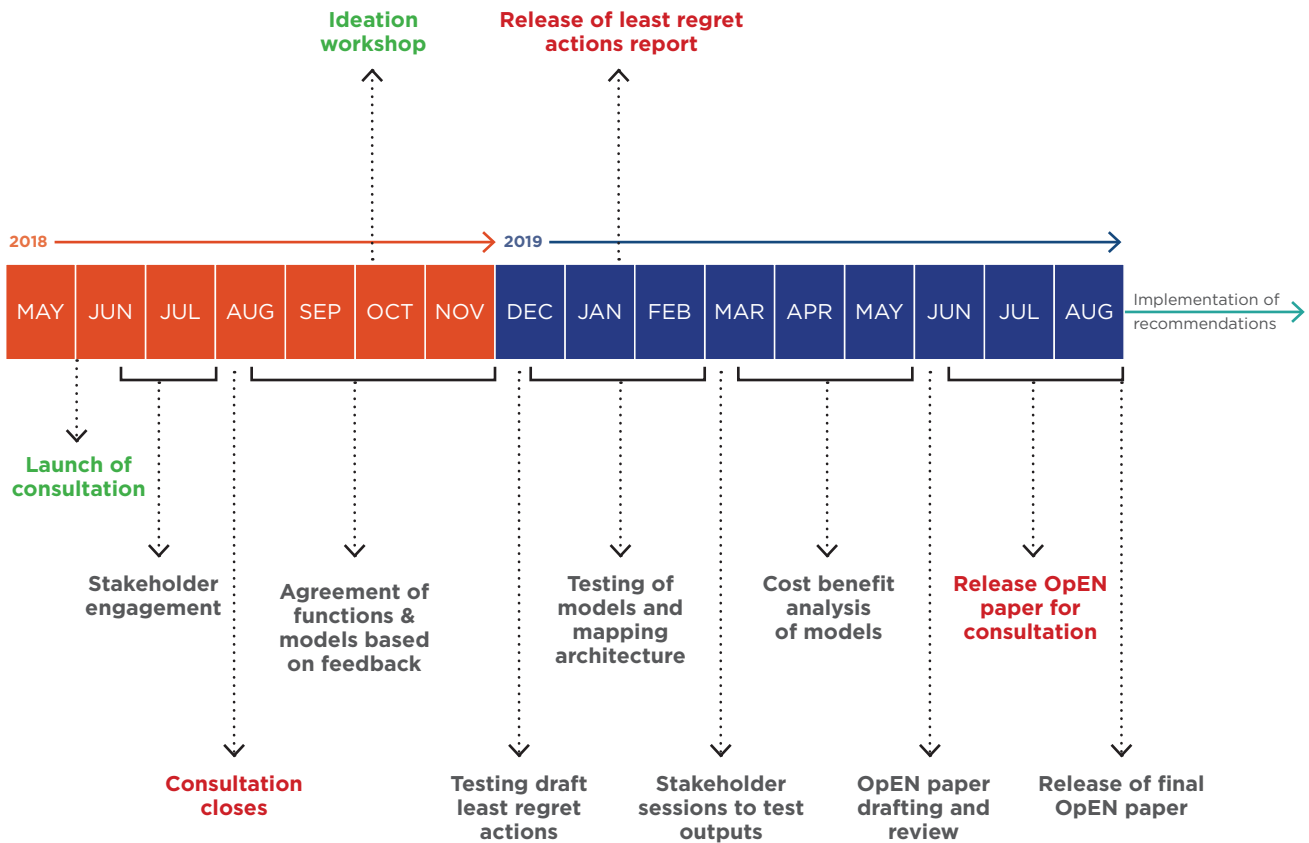 Ideation
workshop
Release of least regret
actions report
2018
2019
MAY
JUN
JUL
AUG
SEP
OCT
NOV
DEC
JAN
FEB
MAR
APR
MAY
JUN
JUL
AUG
Implementation of
recommendations
Launch of
consultation
Stakeholder
engagement
Agreement of
functions &
models based
on feedback
Testing of
models and
mapping
architecture
Cost benefit
analysis
of models
Release OpEN
paper for
consultation
Consultation
closes
Testing draft
least regret
actions
Stakeholder
sessions to test
outputs
OpEN paper
drafting and
review
Release of final
OpEN paper